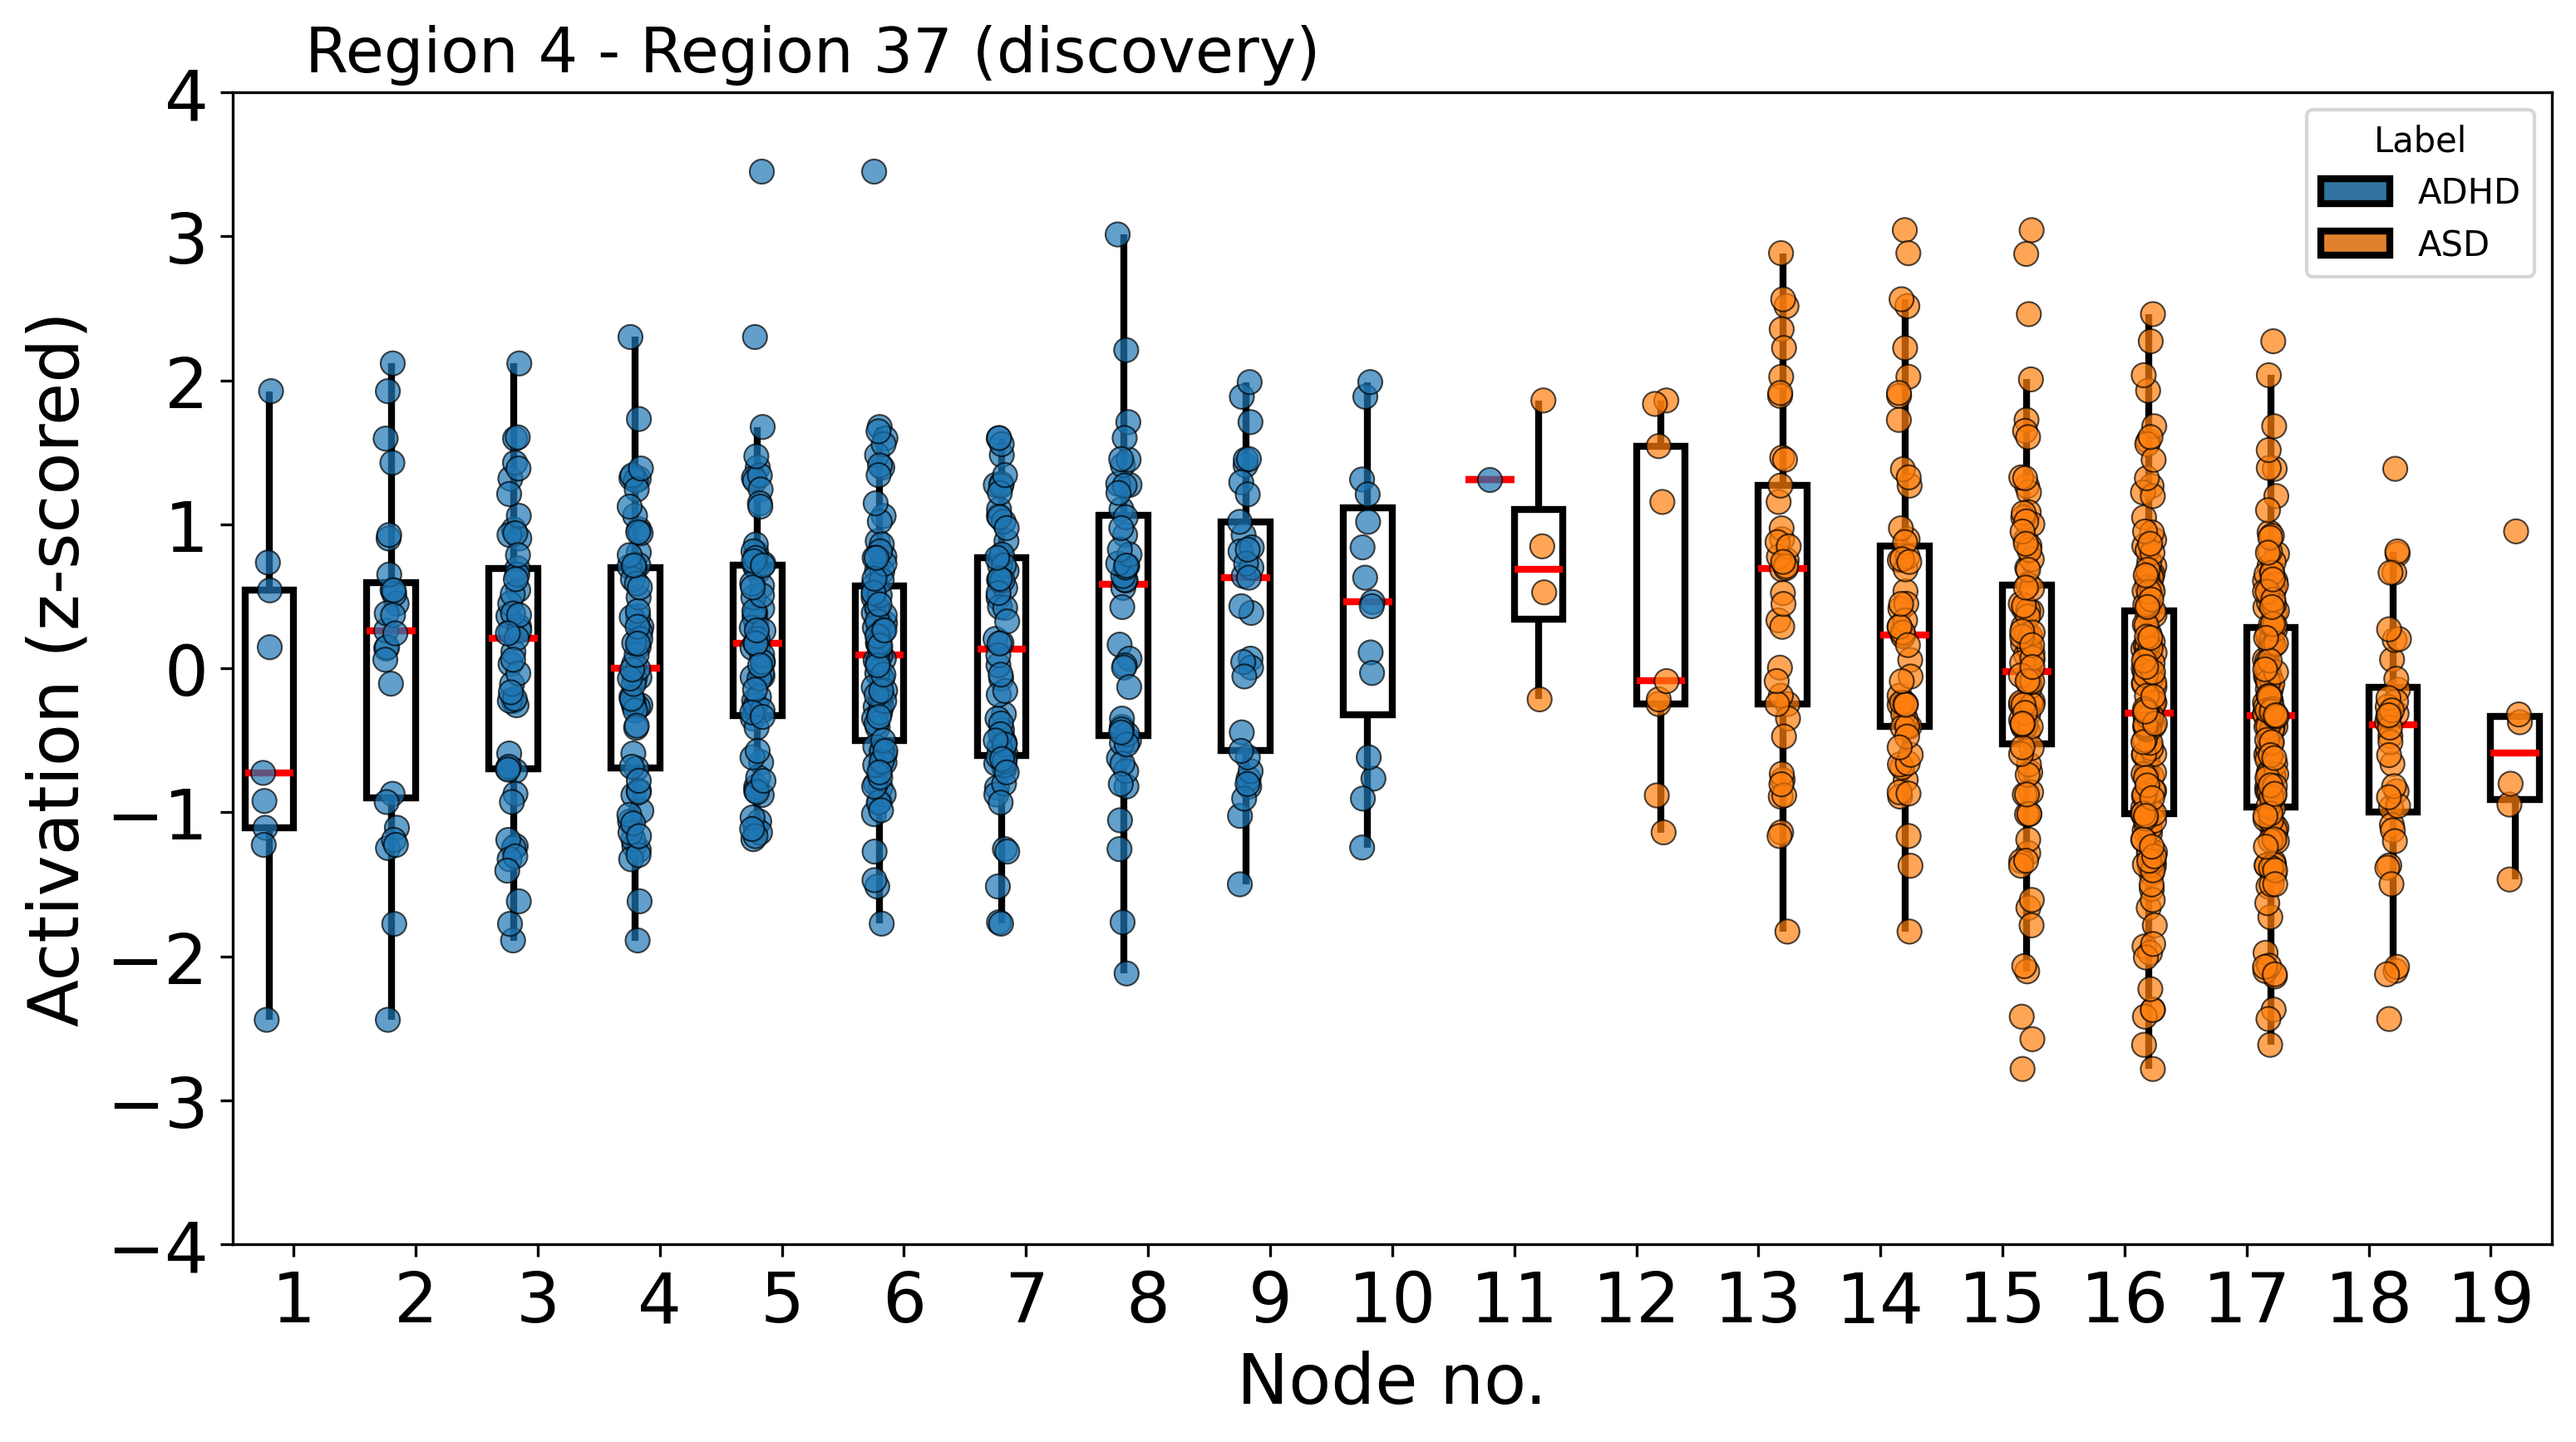 Region 4 - Region 37 (discovery)
Activation (z-scored)
4
3
2
1
0
−1
−2
−3
−4
Label
ADHD
ASD
1 2 3 4 5 6 7 8 9 10 11 12 13 14 15 16 17 18 19
Node no.